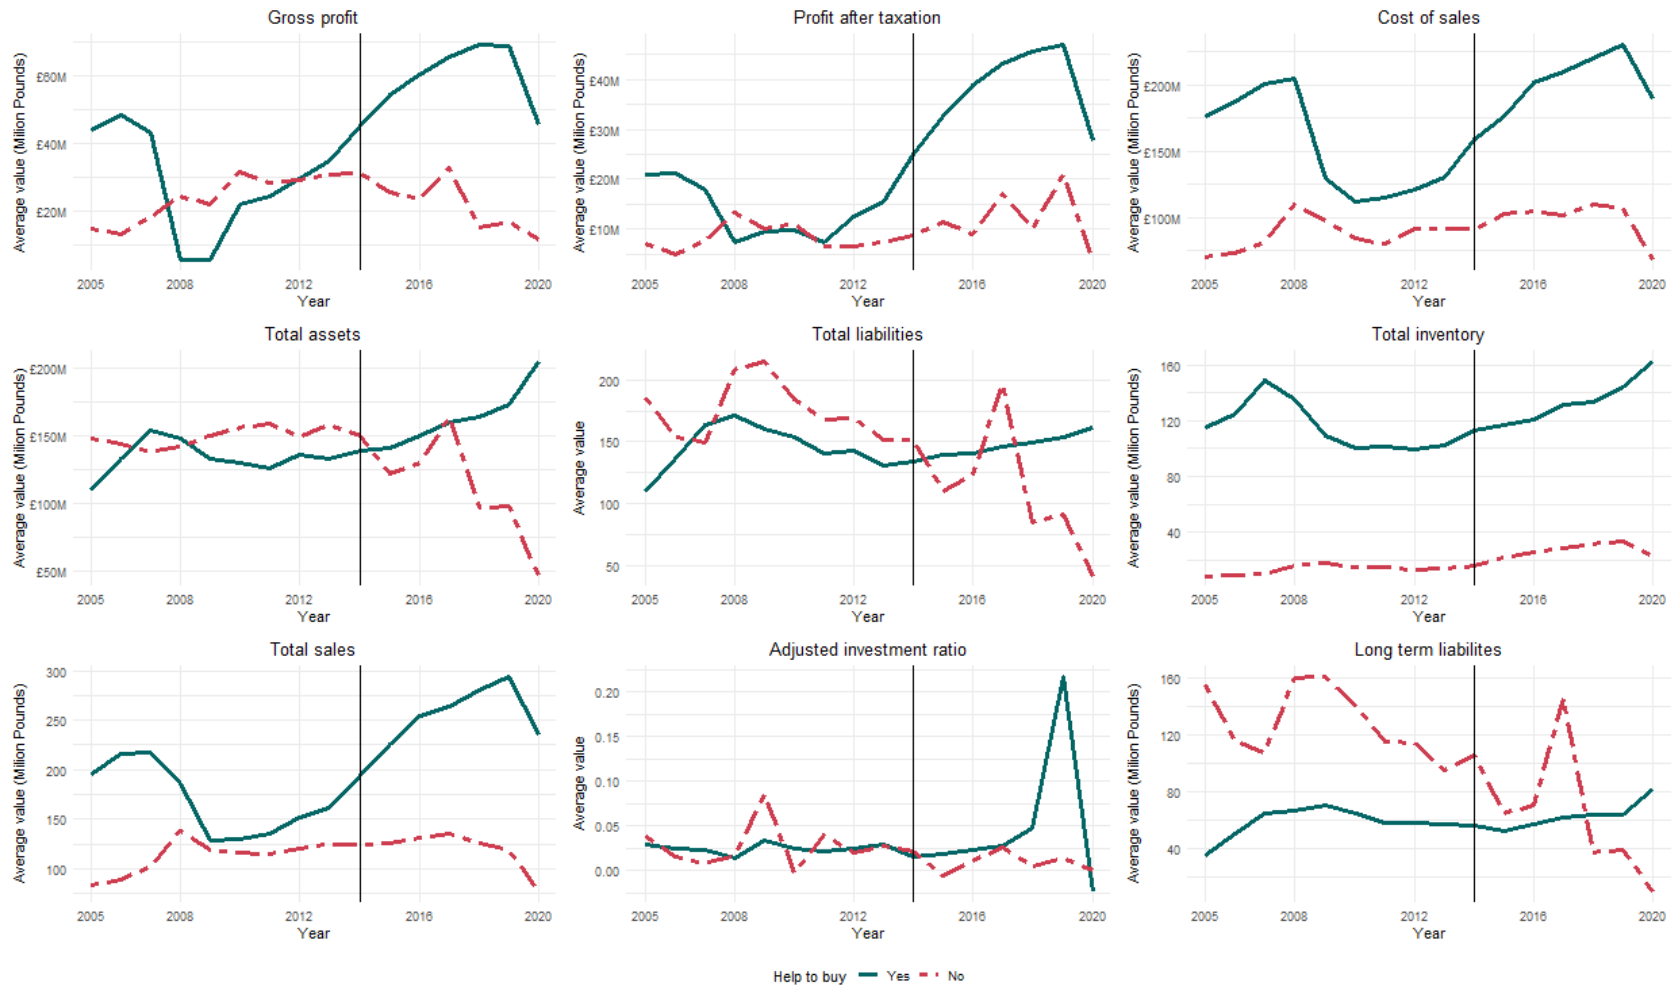 Gross profit
Average value (Milion Pounds)
£60M
£40M
£20M
2005 2008 2012 2016 2020
Year
Profit after taxation
Average value (Milion Pounds)
£40M
£30M
£20M
£10M
2005 2008 2012 2016 2020
Year
Cost of sales
Average value (Milion Pounds)
£200M
£150M
£100M
2005 2008 2012 2016 2020
Year
Total assets
Average value (Milion Pounds)
£200M
£150M
£100M
£50M
2005 2008 2012 2016 2020
Year
Total liabilities
Average value
200
150
100
50
2005 2008 2012 2016 2020
Year
Total inventory
Average value (Milion Pounds)
160
120
80
40
2005 2008 2012 2016 2020
Year
Total sales
Average value (Milion Pounds)
300
250
200
150
100
2005 2008 2012 2016 2020
Year
Adjusted investment ratio
Average value
0.20
0.15
0.10
0.05
0.00
2005 2008 2012 2016 2020
Year
Long term liabilites
Average value (Milion Pounds)
160
120
80
40
2005 2008 2012 2016 2020
Year
Help to buy Yes No